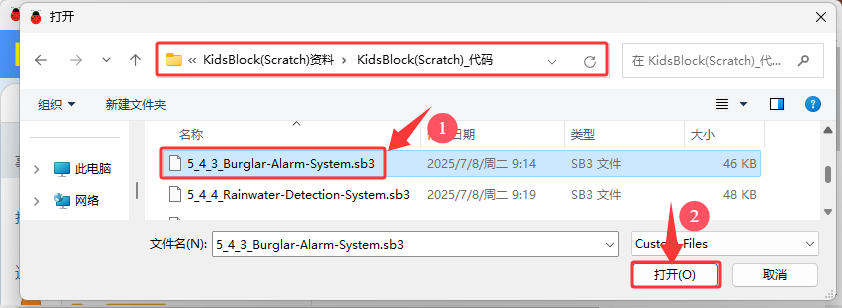 打开
« KidsBlock(Scratch)资料 › KidsBlock(Scratch)_代码
在 KidsBlock(Scratch)_代...
组织 新建文件夹
名称 日期 类型 大小
1
5_4_3_Burglar-Alarm-System.sb3 2025/7/8/周二 9:14 SB3 文件 46 KB
此电脑
5_4_4_Rainwater-Detection-System.sb3 2025/7/8/周二 9:19 SB3 文件 48 KB
网络
2
文件名(N): 5_4_3_Burglar-Alarm-System.sb3 Files
打开(O) 取消